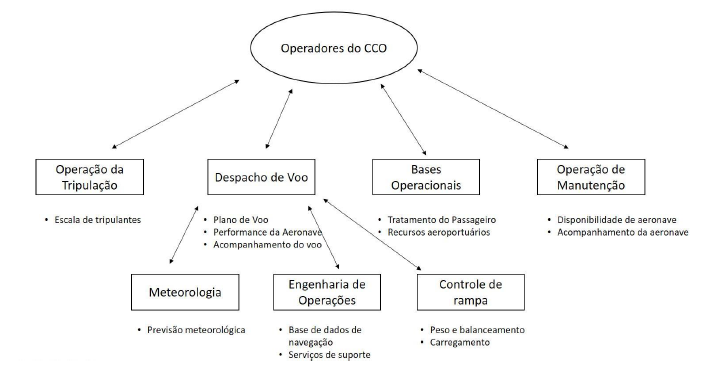 Operadores do CCO
Operação da
Tripulação
Despacho de Voo
Bases
Operacionais
Operação de
Manutenção
• Escala de tripulantes
• Plano de Voo
• Performance da Aeronave
• Acompanhamento do voo
• Tratamento do Passageiro
• Recursos aeroportuários
• Disponibilidade de aeronave
• Acompanhamento da aeronave
Meteorologia
Engenharia de
Operações
Controle de
rampa
• Previsão meteorológica
• Base de dados de
navegação
• Serviços de suporte
• Peso e balanceamento
• Carregamento